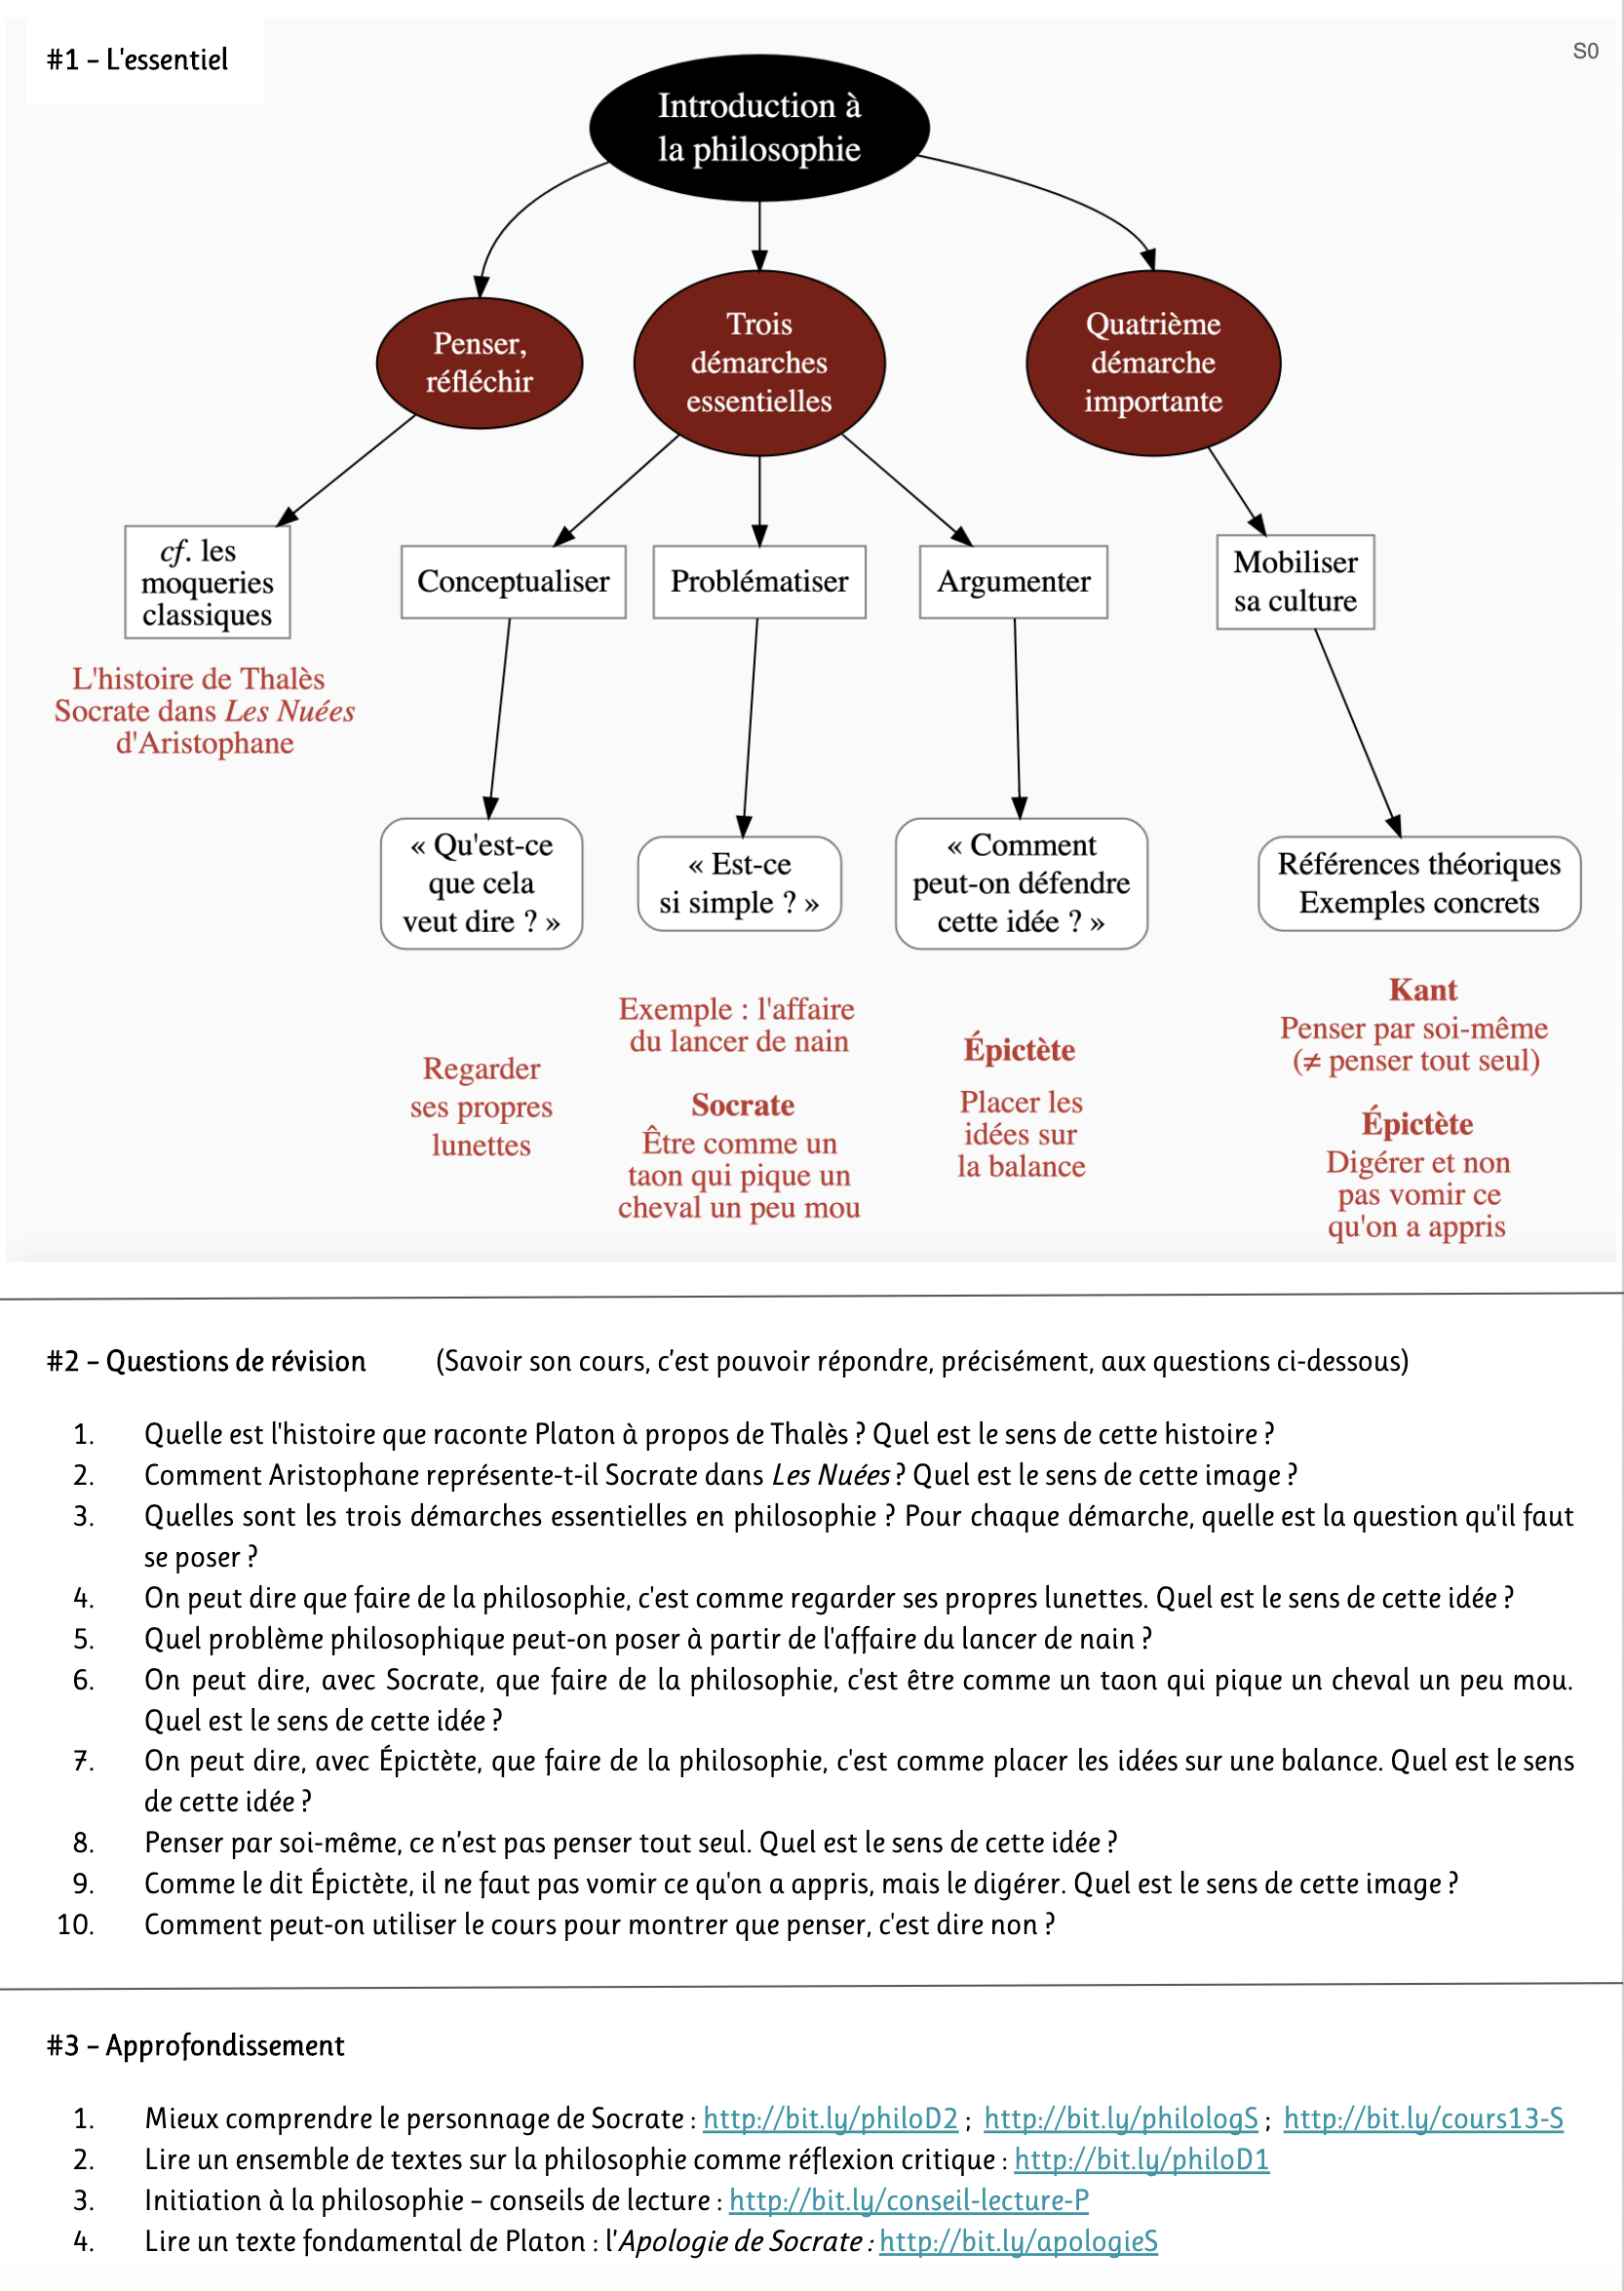 #1 – L'essentiel
S0
Introduction à
la philosophie
Penser,
réfléchir
Trois
démarches
essentielles
Quatrième
démarche
importante
cf. les
moqueries
classiques
Conceptualiser
Problématiser
Argumenter
Mobiliser
sa culture
L'histoire de Thalès
Socrate dans Les Nuées
d'Aristophane
« Qu'est-ce
que cela
veut dire ? »
« Est-ce
si simple ? »
« Comment
peut-on défendre
cette idée ? »
Références théoriques
Exemples concrets
Regarder
ses propres
lunettes
Exemple : l'affaire
du lancer de nain
Socrate
Être comme un
taon qui pique un
cheval un peu mou
Épictète
Placer les
idées sur
la balance
Kant
Penser par soi-même
(≠ penser tout seul)
Épictète
Digérer et non
pas vomir ce
qu'on a appris
#2 – Questions de révision (Savoir son cours, c'est pouvoir répondre, précisément, aux questions ci-dessous)
1. Quelle est l'histoire que raconte Platon à propos de Thalès ? Quel est le sens de cette histoire ?
2. Comment Aristophane représente-t-il Socrate dans Les Nuées ? Quel est le sens de cette image ?
3. Quelles sont les trois démarches essentielles en philosophie ? Pour chaque démarche, quelle est la question qu'il faut
se poser ?
4. On peut dire que faire de la philosophie, c'est comme regarder ses propres lunettes. Quel est le sens de cette idée ?
5. Quel problème philosophique peut-on poser à partir de l'affaire du lancer de nain ?
6. On peut dire, avec Socrate, que faire de la philosophie, c'est être comme un taon qui pique un cheval un peu mou.
Quel est le sens de cette idée ?
7. On peut dire, avec Épictète, que faire de la philosophie, c'est comme placer les idées sur une balance. Quel est le sens
de cette idée ?
8. Penser par soi-même, ce n'est pas penser tout seul. Quel est le sens de cette idée ?
9. Comme le dit Épictète, il ne faut pas vomir ce qu'on a appris, mais le digérer. Quel est le sens de cette image ?
10. Comment peut-on utiliser le cours pour montrer que penser, c'est dire non ?
#3 – Approfondissement
1. Mieux comprendre le personnage de Socrate : http://bit.ly/philoD2 ; http://bit.ly/philologS ; http://bit.ly/cours13-S
2. Lire un ensemble de textes sur la philosophie comme réflexion critique : http://bit.ly/philoD1
3. Initiation à la philosophie – conseils de lecture : http://bit.ly/conseil-lecture-P
4. Lire un texte fondamental de Platon : l'Apologie de Socrate : http://bit.ly/apologieS